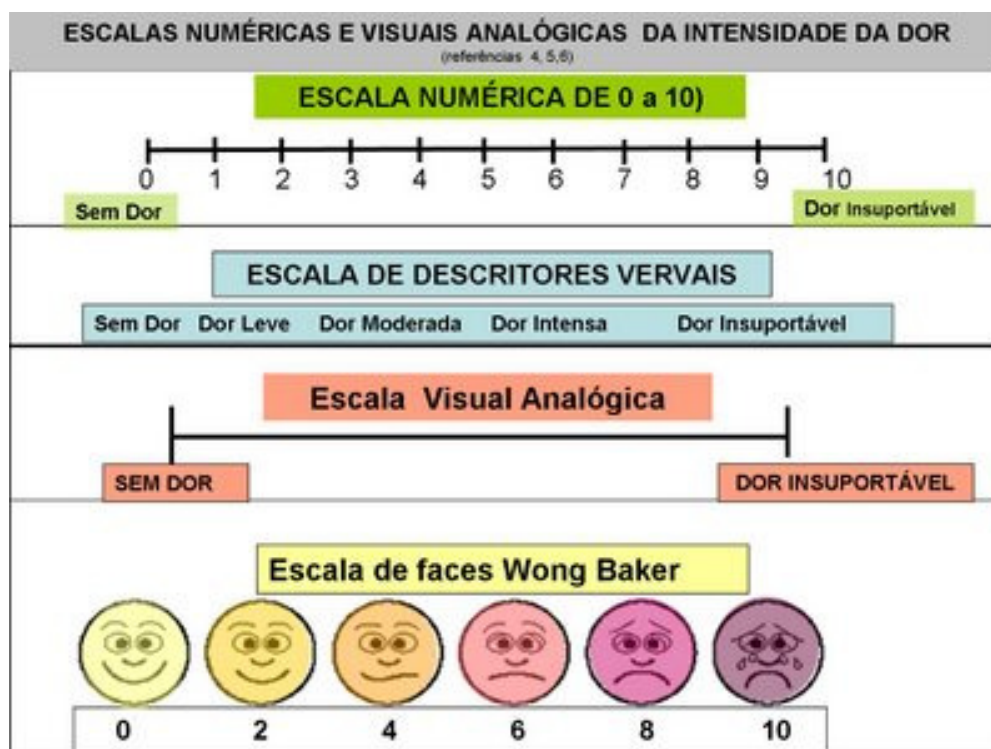 ESCALAS NUMÉRICAS E VISUAIS ANALÓGICAS DA INTENSIDADE DA DOR
(referências 4, 5,6)
ESCALA NUMÉRICA DE 0 a 10)
0 1 2 3 4 5 6 7 8 9 10
Sem Dor Dor Insuportável
ESCALA DE DESCRITORES VERVAIS
Sem Dor Dor Leve Dor Moderada Dor Intensa Dor Insuportável
Escala Visual Analógica
SEM DOR DOR INSUPORTÁVEL
Escala de faces Wong Baker
0 2 4 6 8 10